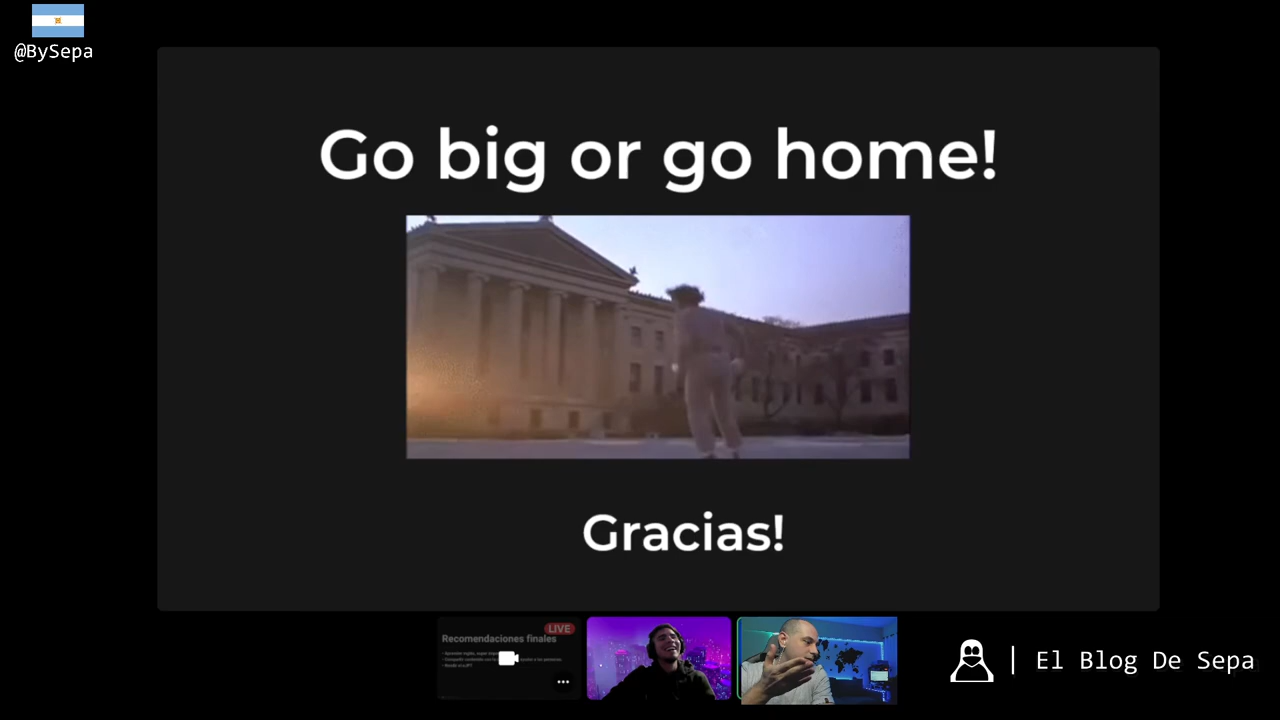 @BySepa
Go big or go home!
Gracias!
LIVE
Recomendaciones finales
| El Blog De Sepa